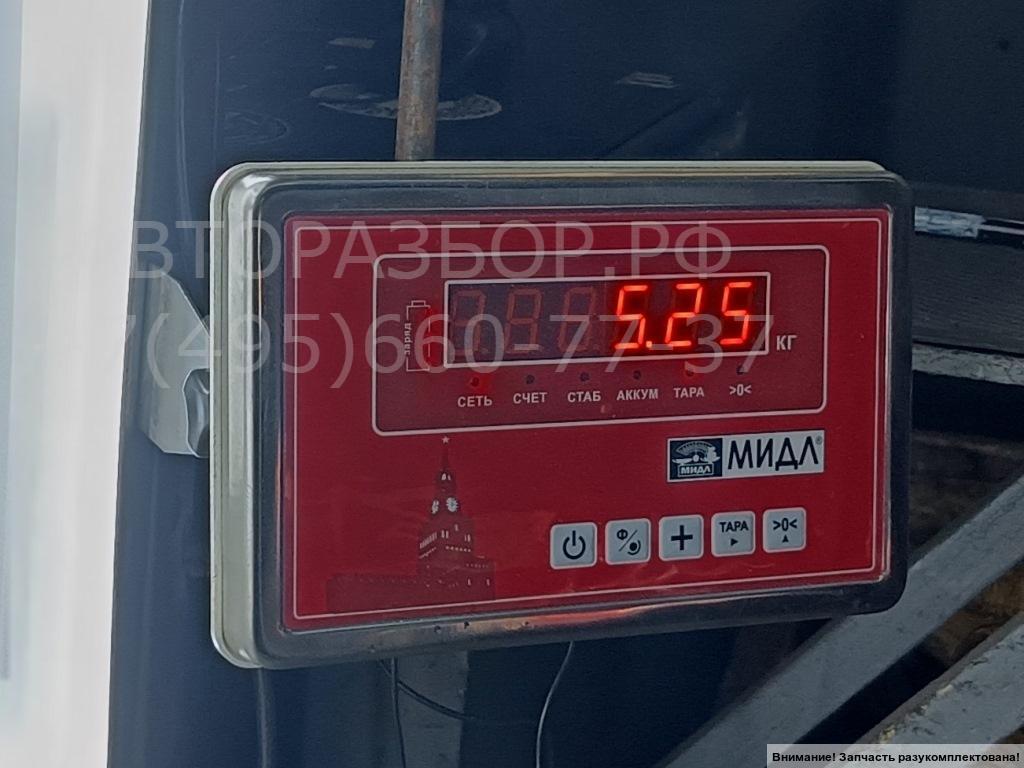 АВТОРАЗБОР.РФ
+7(495)660-77-37
5.25
КГ
заряд
СЕТЬ СЧЕТ СТАБ АККУМ ТАРА >0<
МИДЛ МИДЛ®
Ф/ + ТАРА >0<
Внимание! Запчасть разукомплектована!